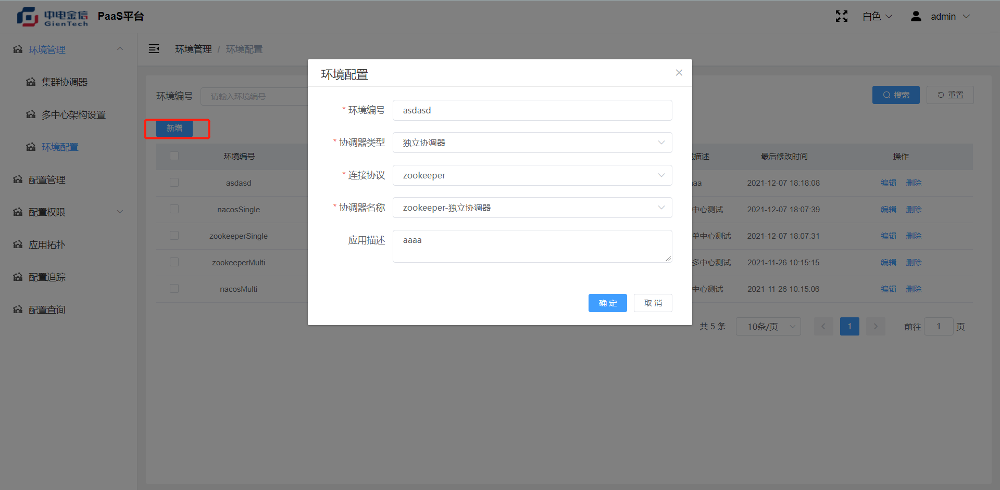 中电金信
GienTech
PaaS平台
白色
admin
环境管理
集群协调器
多中心架构设置
环境配置
配置管理
配置权限
应用拓扑
配置追踪
配置查询
环境管理 / 环境配置
环境编号 请输入环境编号
搜索 重置
新增
环境编号 描述 最后修改时间 操作
asdasd aa 2021-12-07 18:18:08 编辑 删除
nacosSingle 中心测试 2021-12-07 18:07:39 编辑 删除
zookeeperSingle 单中心测试 2021-12-07 18:07:31 编辑 删除
zookeeperMulti 多中心测试 2021-11-26 10:15:15 编辑 删除
nacosMulti 中心测试 2021-11-26 10:15:06 编辑 删除
共 5 条 10条/页 1 前往 1 页
环境配置
* 环境编号 asdasd
* 协调器类型 独立协调器
* 连接协议 zookeeper
* 协调器名称 zookeeper-独立协调器
应用描述 aaaa
确 定 取 消